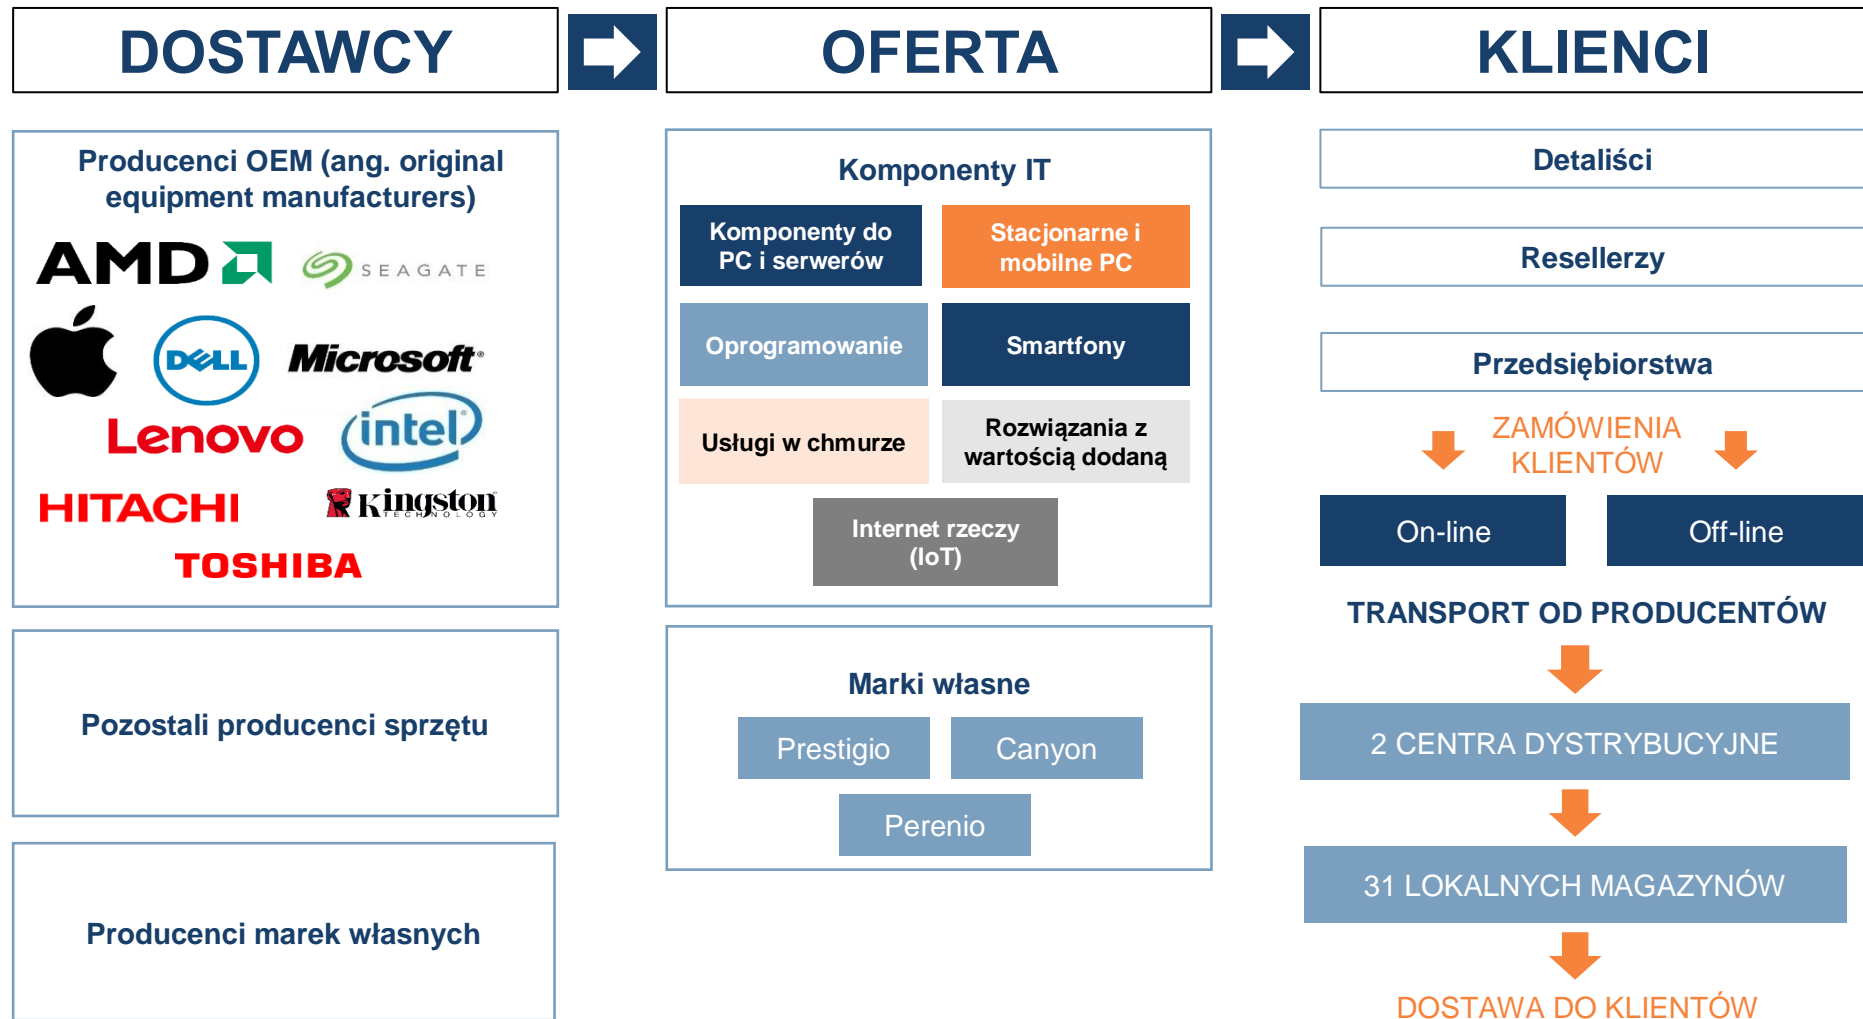 DOSTAWCY
OFERTA
KLIENCI
Producenci OEM (ang. original
equipment manufacturers)
AMD
SEAGATE
DELL
Microsoft
Lenovo
intel
HITACHI
Kingston
TECHNOLOGY
TOSHIBA
Pozostali producenci sprzętu
Producenci marek własnych
Komponenty IT
Komponenty do
PC i serwerów
Stacjonarne i
mobilne PC
Oprogramowanie
Smartfony
Usługi w chmurze
Rozwiązania z
wartością dodaną
Internet rzeczy
(IoT)
Marki własne
Prestigio
Canyon
Perenio
Detaliści
Resellerzy
Przedsiębiorstwa
ZAMÓWIENIA
KLIENTÓW
On-line
Off-line
TRANSPORT OD PRODUCENTÓW
2 CENTRA DYSTRYBUCYJNE
31 LOKALNYCH MAGAZYNÓW
DOSTAWA DO KLIENTÓW